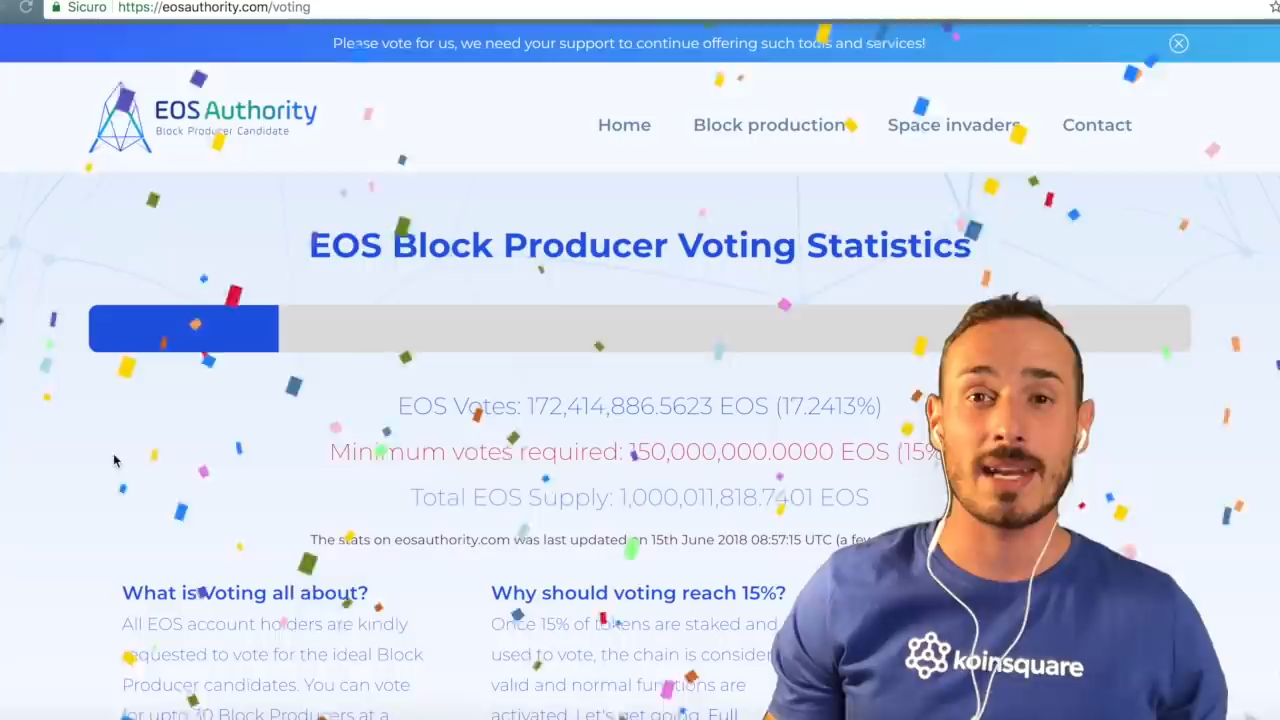 Sicuro https://eosauthority.com/voting
Please vote for us, we need your support to continue offering such tools and services!
EOS Authority
Block Producer Candidate
Home Block production Space invaders Contact
EOS Block Producer Voting Statistics
EOS Votes: 172,414,886.5623 EOS (17.2413%)
Minimum votes required: 150,000,000.0000 EOS (15%
Total EOS Supply: 1,000,011,818.7401 EOS
The stats on eosauthority.com was last updated on 15th June 2018 08:57:15 UTC (a few
What is Voting all about?
All EOS account holders are kindly
requested to vote for the ideal Block
Producer candidates. You can vote
for upto 30 Block Producers at a
Why should voting reach 15%?
Once 15% of tokens are staked and
used to vote, the chain is consider
valid and normal functions are
activated. Let's get going. Full
koinsquare